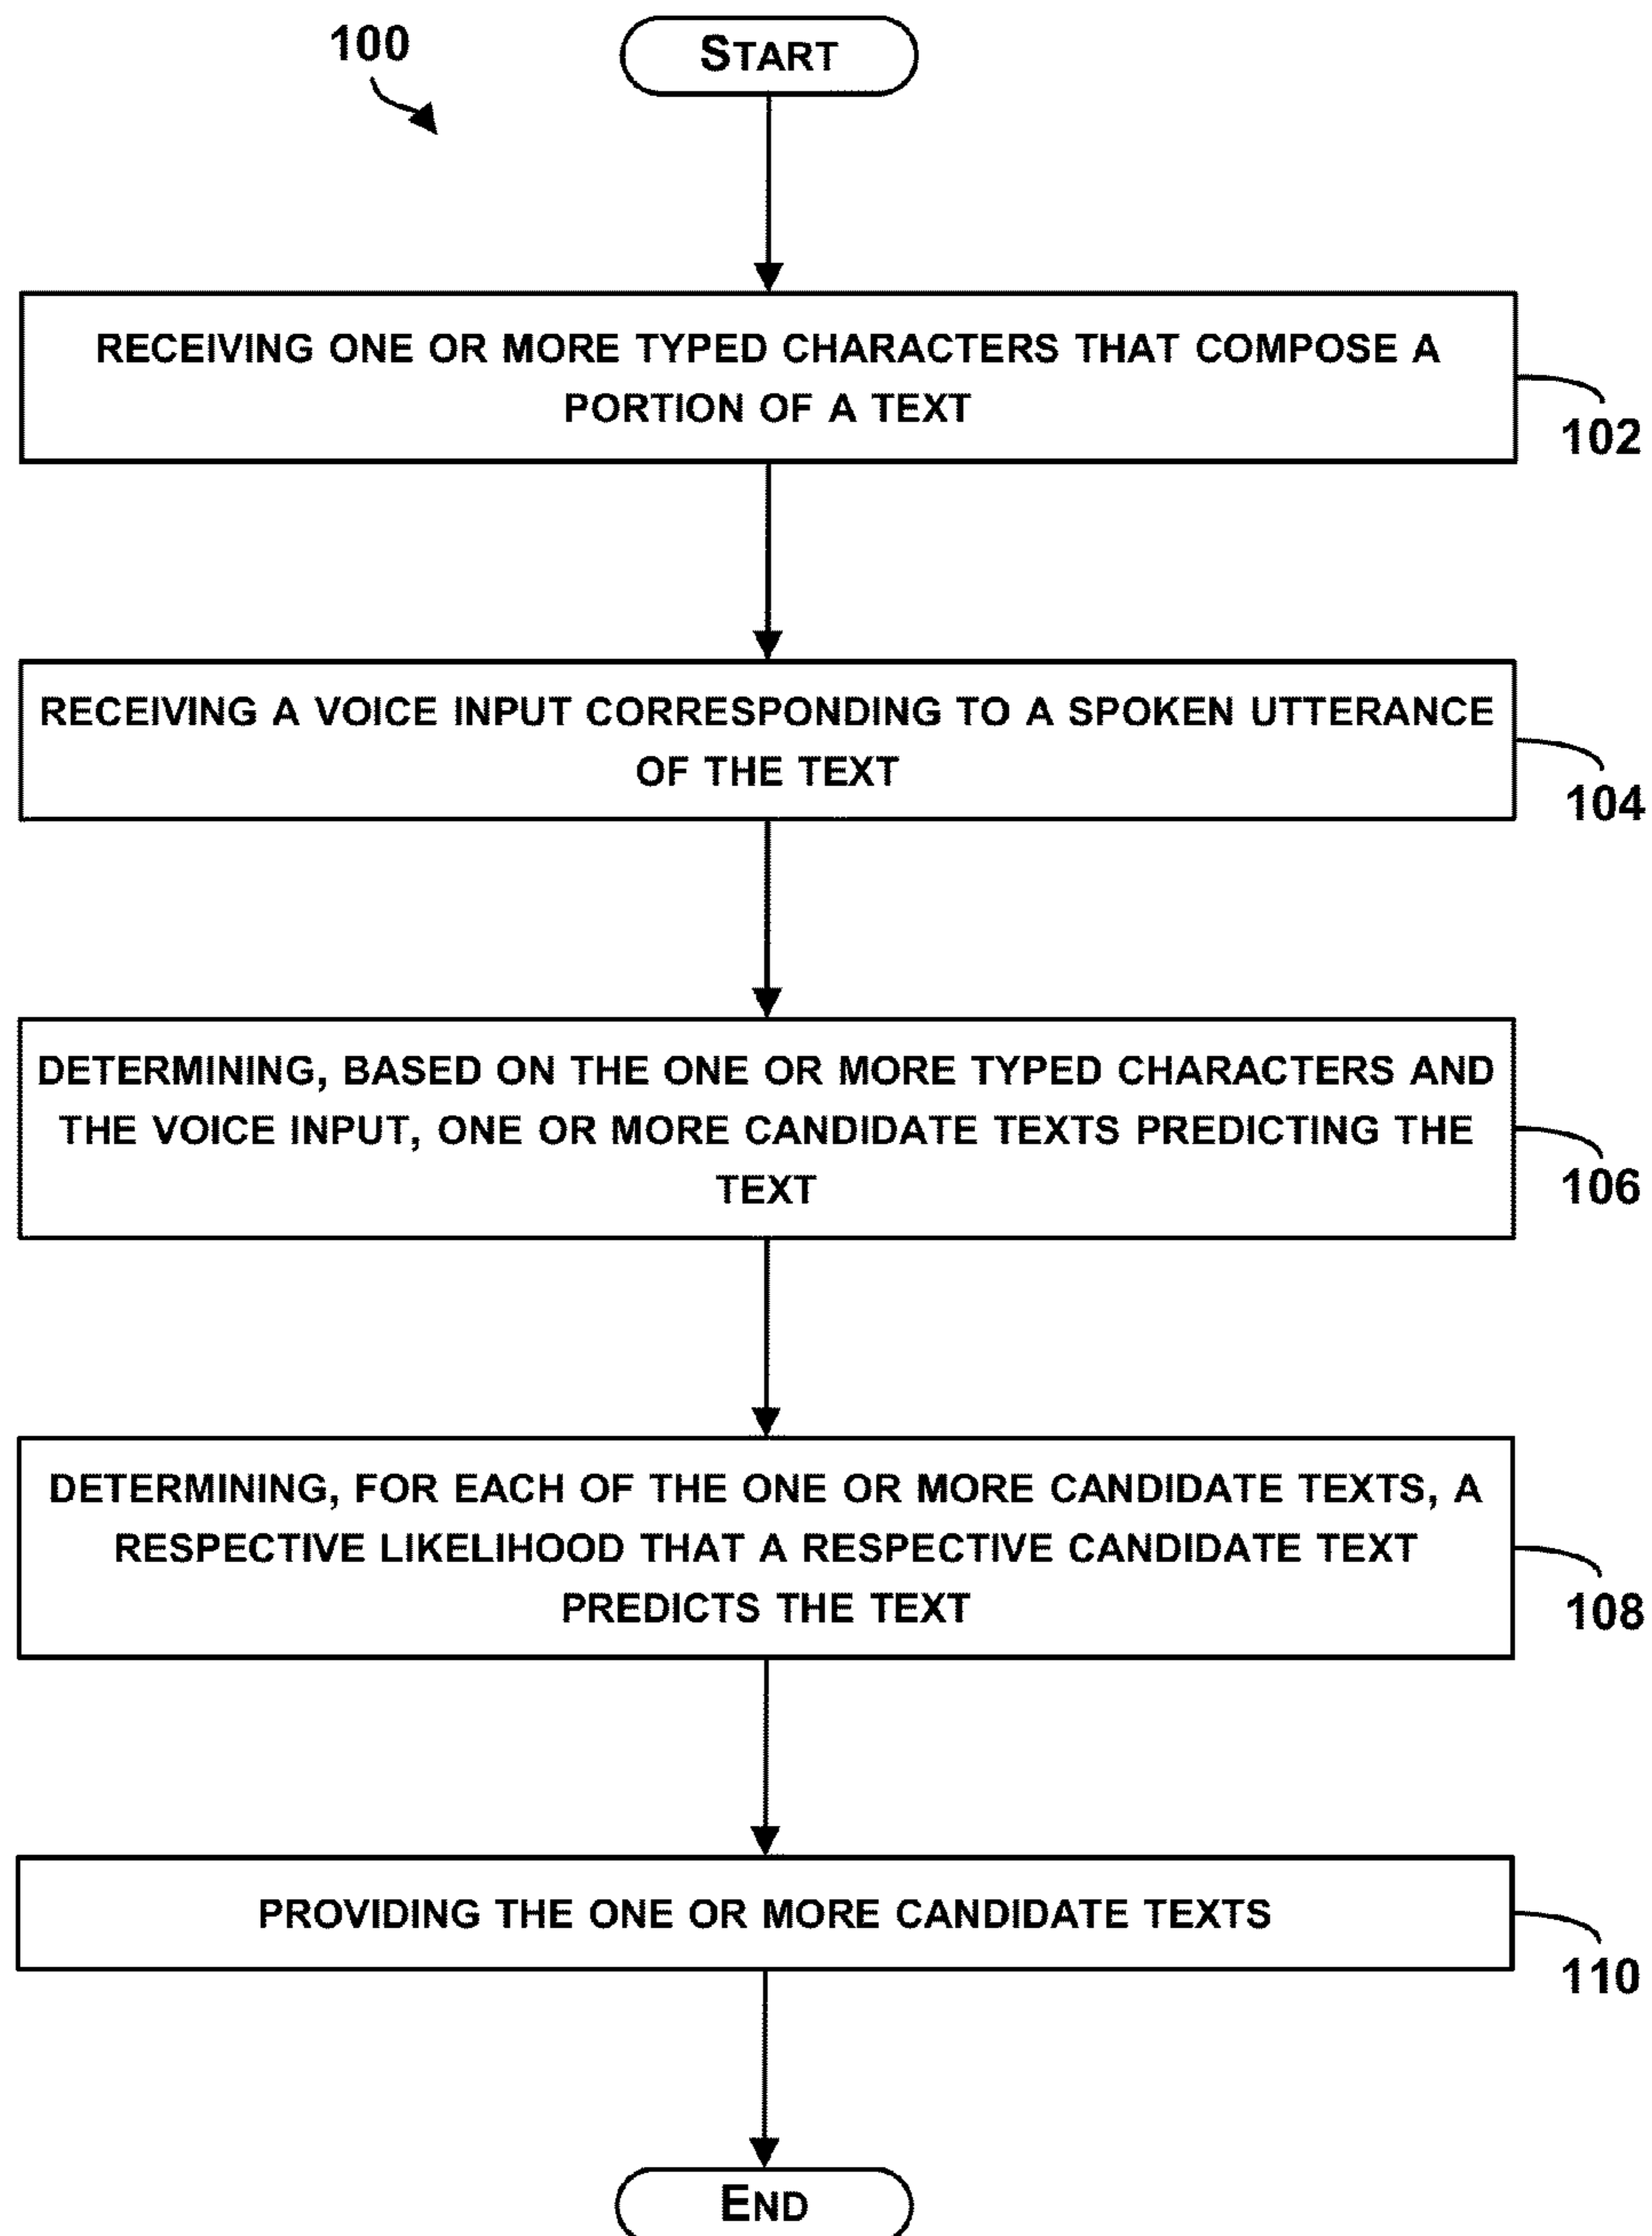 100
START
RECEIVING ONE OR MORE TYPED CHARACTERS THAT COMPOSE A
PORTION OF A TEXT
102
RECEIVING A VOICE INPUT CORRESPONDING TO A SPOKEN UTTERANCE
OF THE TEXT
104
DETERMINING, BASED ON THE ONE OR MORE TYPED CHARACTERS AND
THE VOICE INPUT, ONE OR MORE CANDIDATE TEXTS PREDICTING THE
TEXT
106
DETERMINING, FOR EACH OF THE ONE OR MORE CANDIDATE TEXTS, A
RESPECTIVE LIKELIHOOD THAT A RESPECTIVE CANDIDATE TEXT
PREDICTS THE TEXT
108
PROVIDING THE ONE OR MORE CANDIDATE TEXTS
110
END